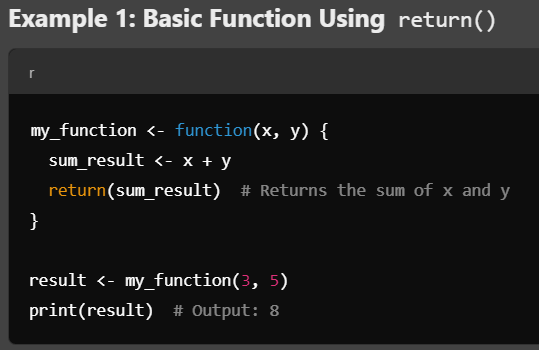 Example 1: Basic Function Using return()
r
my_function <- function(x, y) {
  sum_result <- x + y
  return(sum_result)  # Returns the sum of x and y
}
result <- my_function(3, 5)
print(result)  # Output: 8